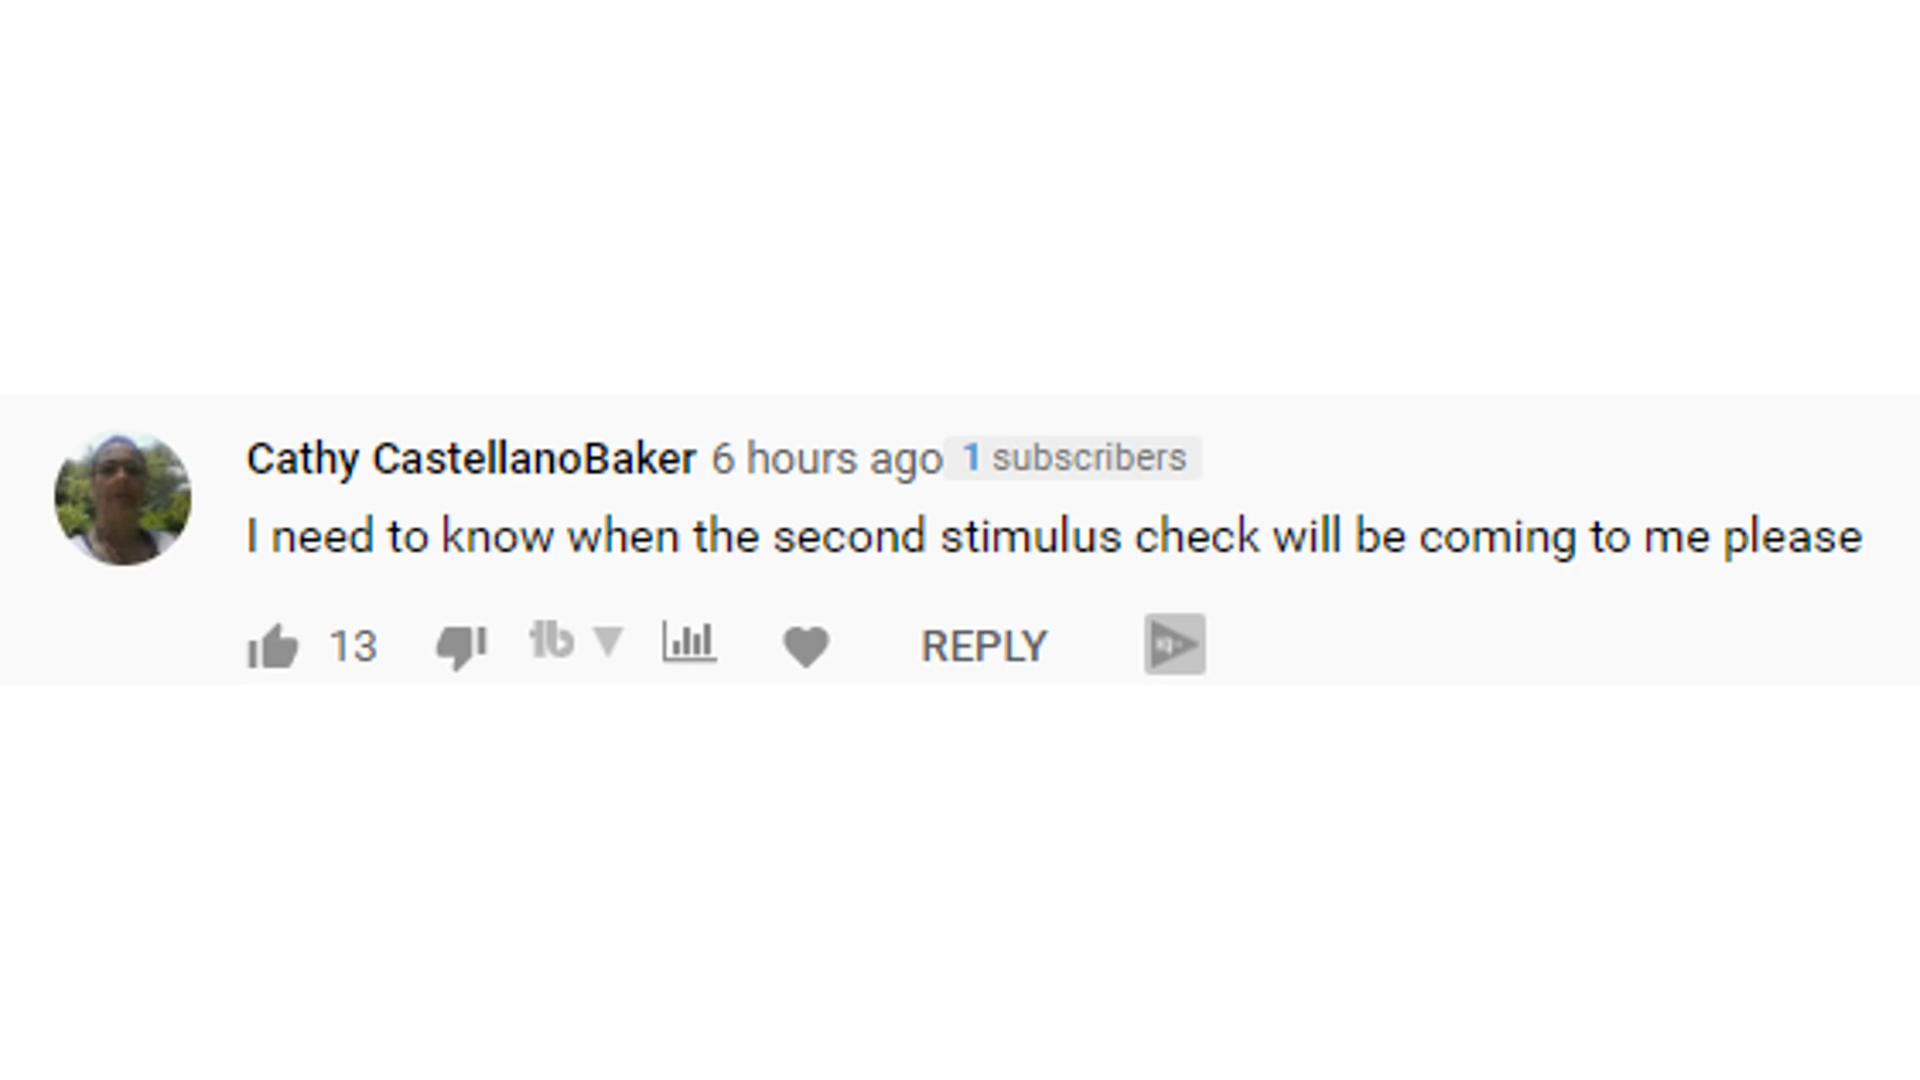 Cathy CastellanoBaker 6 hours ago 1 subscribers
I need to know when the second stimulus check will be coming to me please
13 tb REPLY